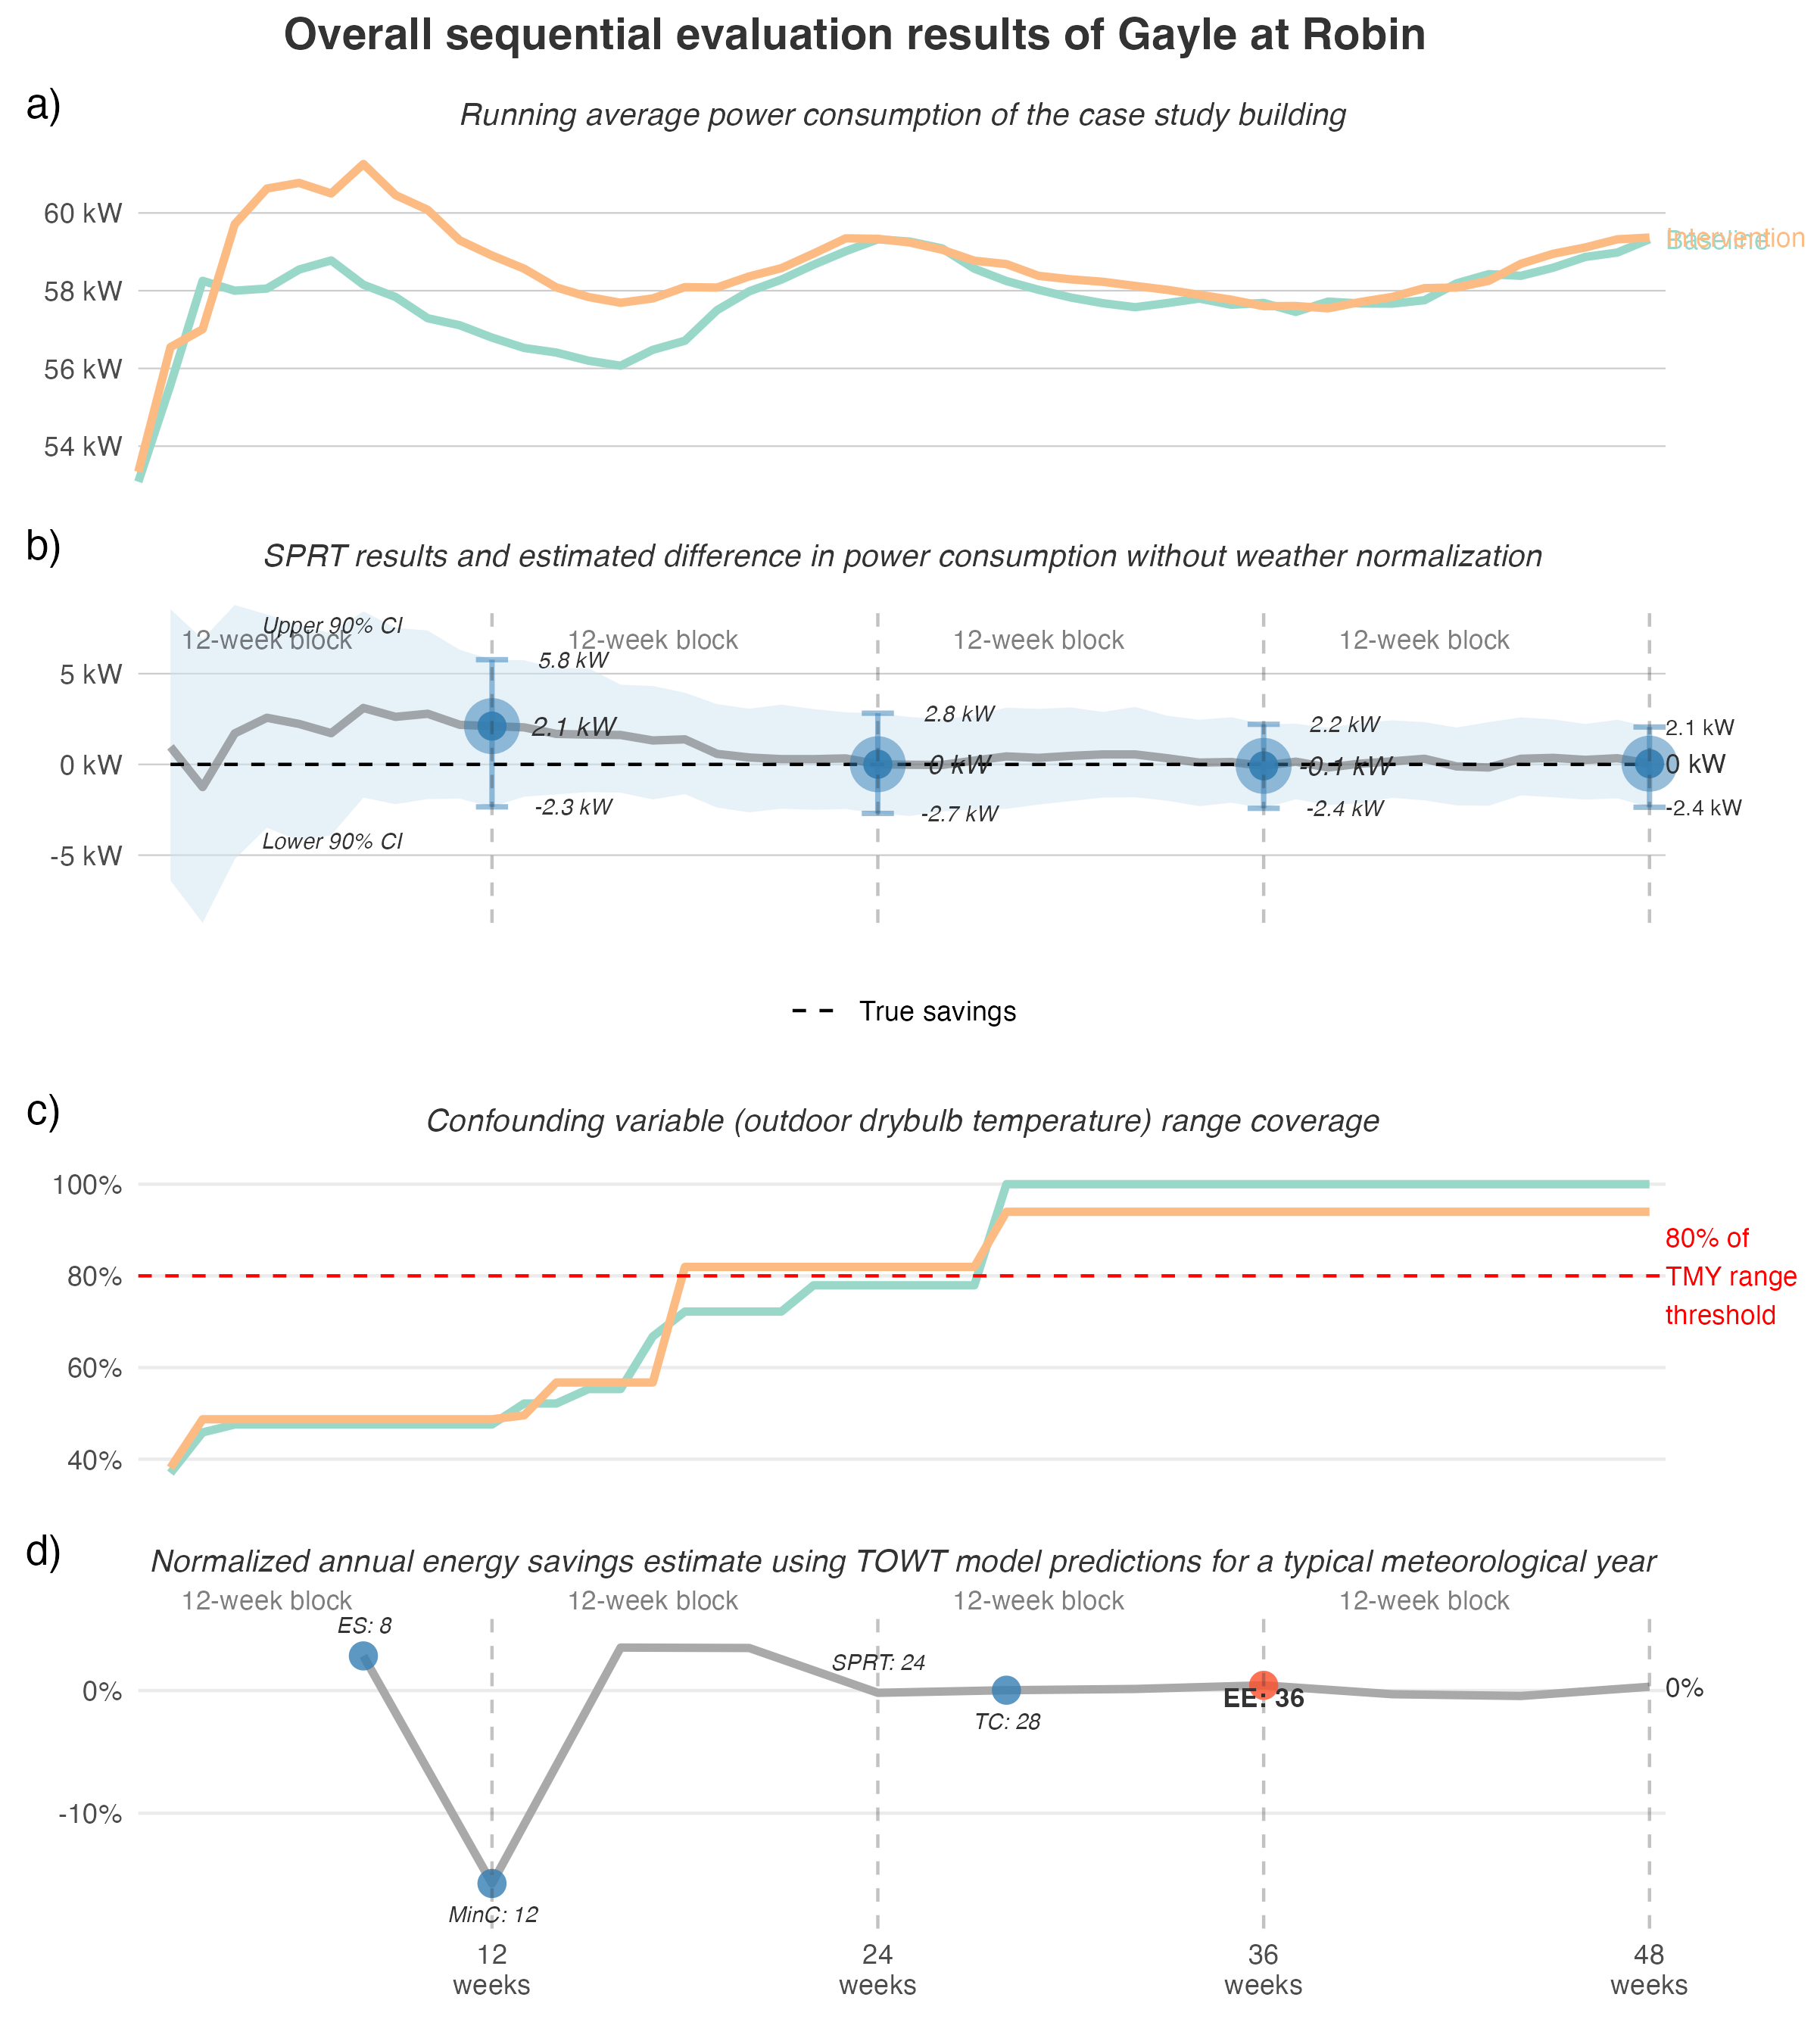 Overall sequential evaluation results of Gayle at Robin
a)
Running average power consumption of the case study building
60 kW
58 kW
56 kW
54 kW
Intervention
Baseline
b)
SPRT results and estimated difference in power consumption without weather normalization
12-week block
12-week block
12-week block
12-week block
Upper 90% CI
Lower 90% CI
5 kW
0 kW
-5 kW
5.8 kW
2.1 kW
-2.3 kW
2.8 kW
0 kW
-2.7 kW
2.2 kW
-0.1 kW
-2.4 kW
2.1 kW
0 kW
-2.4 kW
True savings
c)
Confounding variable (outdoor drybulb temperature) range coverage
100%
80%
60%
40%
80% of
TMY range
threshold
d)
Normalized annual energy savings estimate using TOWT model predictions for a typical meteorological year
12-week block
12-week block
12-week block
12-week block
0%
-10%
ES: 8
MinC: 12
SPRT: 24
TC: 28
EE: 36
0%
12
weeks
24
weeks
36
weeks
48
weeks